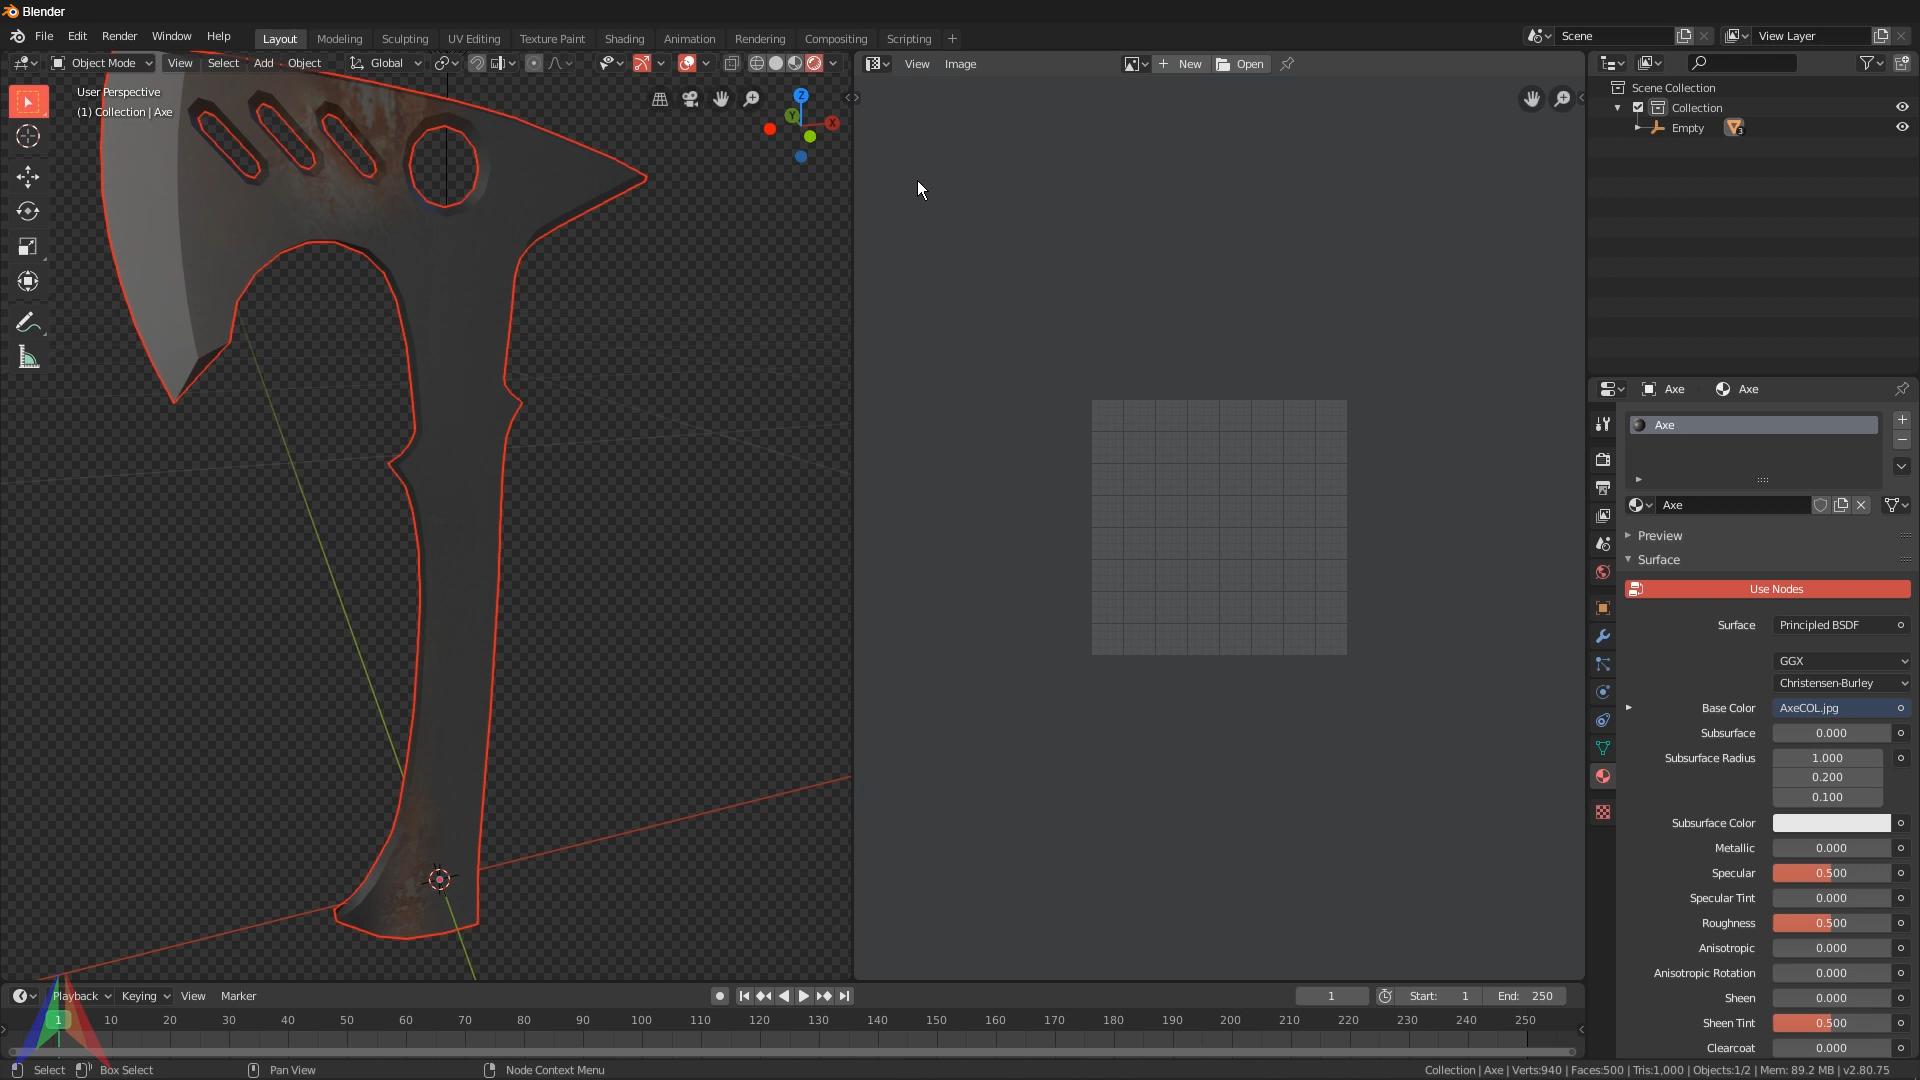 Blender
File Edit Render Window Help Layout Modeling Sculpting UV Editing Texture Paint Shading Animation Rendering Compositing Scripting + Scene View Layer
Object Mode View Select Add Object Global View Image New Open
User Perspective
(1) Collection | Axe
Z
Y
X
Scene Collection
Collection
Empty 3
Axe Axe
Axe
Axe
Preview
Surface
Use Nodes
Surface Principled BSDF
GGX
Christensen-Burley
Base Color AxeCOL.jpg
Subsurface 0.000
Subsurface Radius 1.000
0.200
0.100
Subsurface Color
Metallic 0.000
Specular 0.500
Specular Tint 0.000
Roughness 0.500
Anisotropic 0.000
Anisotropic Rotation 0.000
Sheen 0.000
Sheen Tint 0.500
Clearcoat 0.000
Playback Keying View Marker 1 Start: 1 End: 250
1 10 20 30 40 50 60 70 80 90 100 110 120 130 140 150 160 170 180 190 200 210 220 230 240 250
Select Box Select Pan View Node Context Menu Collection | Axe | Verts:940 | Faces:500 | Tris:1,000 | Objects:1/2 | Mem: 89.2 MB | v2.80.75